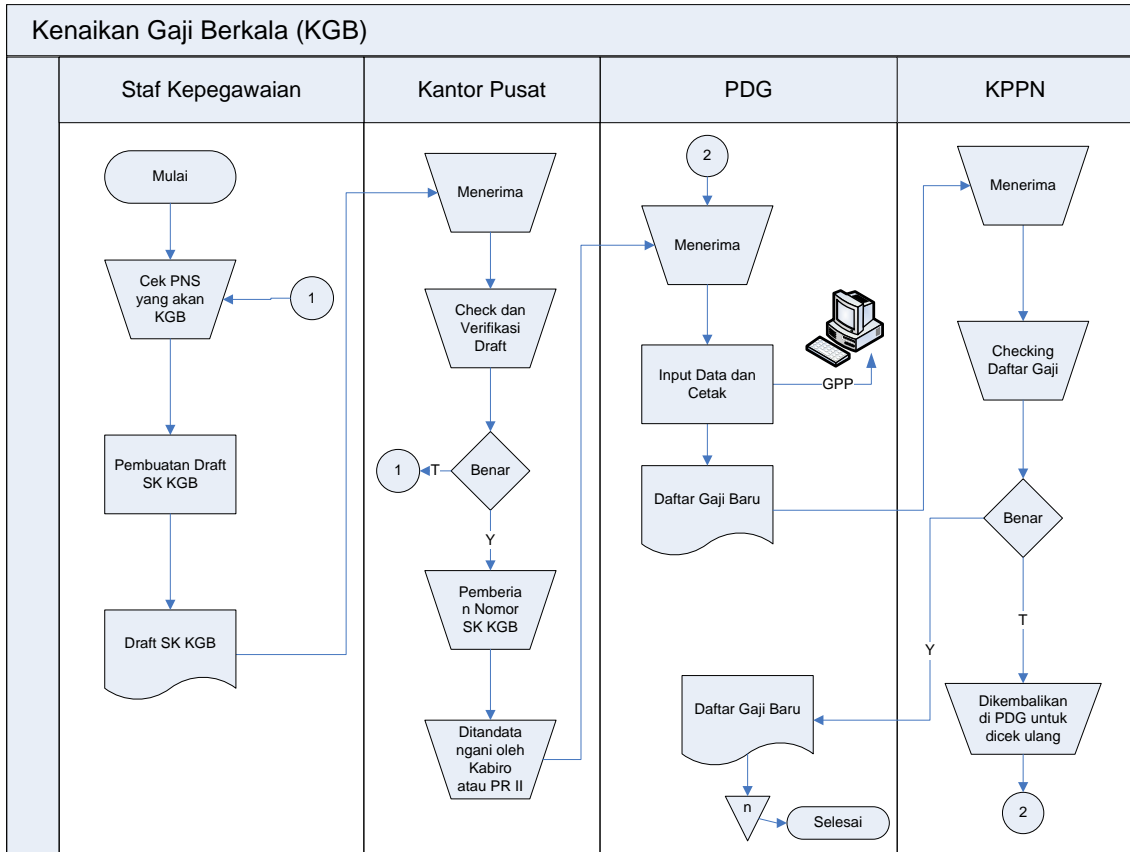 Kenaikan Gaji Berkala (KGB)
Staf Kepegawaian
Kantor Pusat
PDG
KPPN
Mulai
Cek PNS
yang akan
KGB
1
Pembuatan Draft
SK KGB
Draft SK KGB
Menerima
Check dan
Verifikasi
Draft
Benar
T
1
Y
Pemberia
n Nomor
SK KGB
Ditandata
ngani oleh
Kabiro
atau PR II
2
Menerima
Input Data dan
Cetak
GPP
Daftar Gaji Baru
Daftar Gaji Baru
n
Selesai
Menerima
Checking
Daftar Gaji
Benar
Y
T
Dikembalikan
di PDG untuk
dicek ulang
2